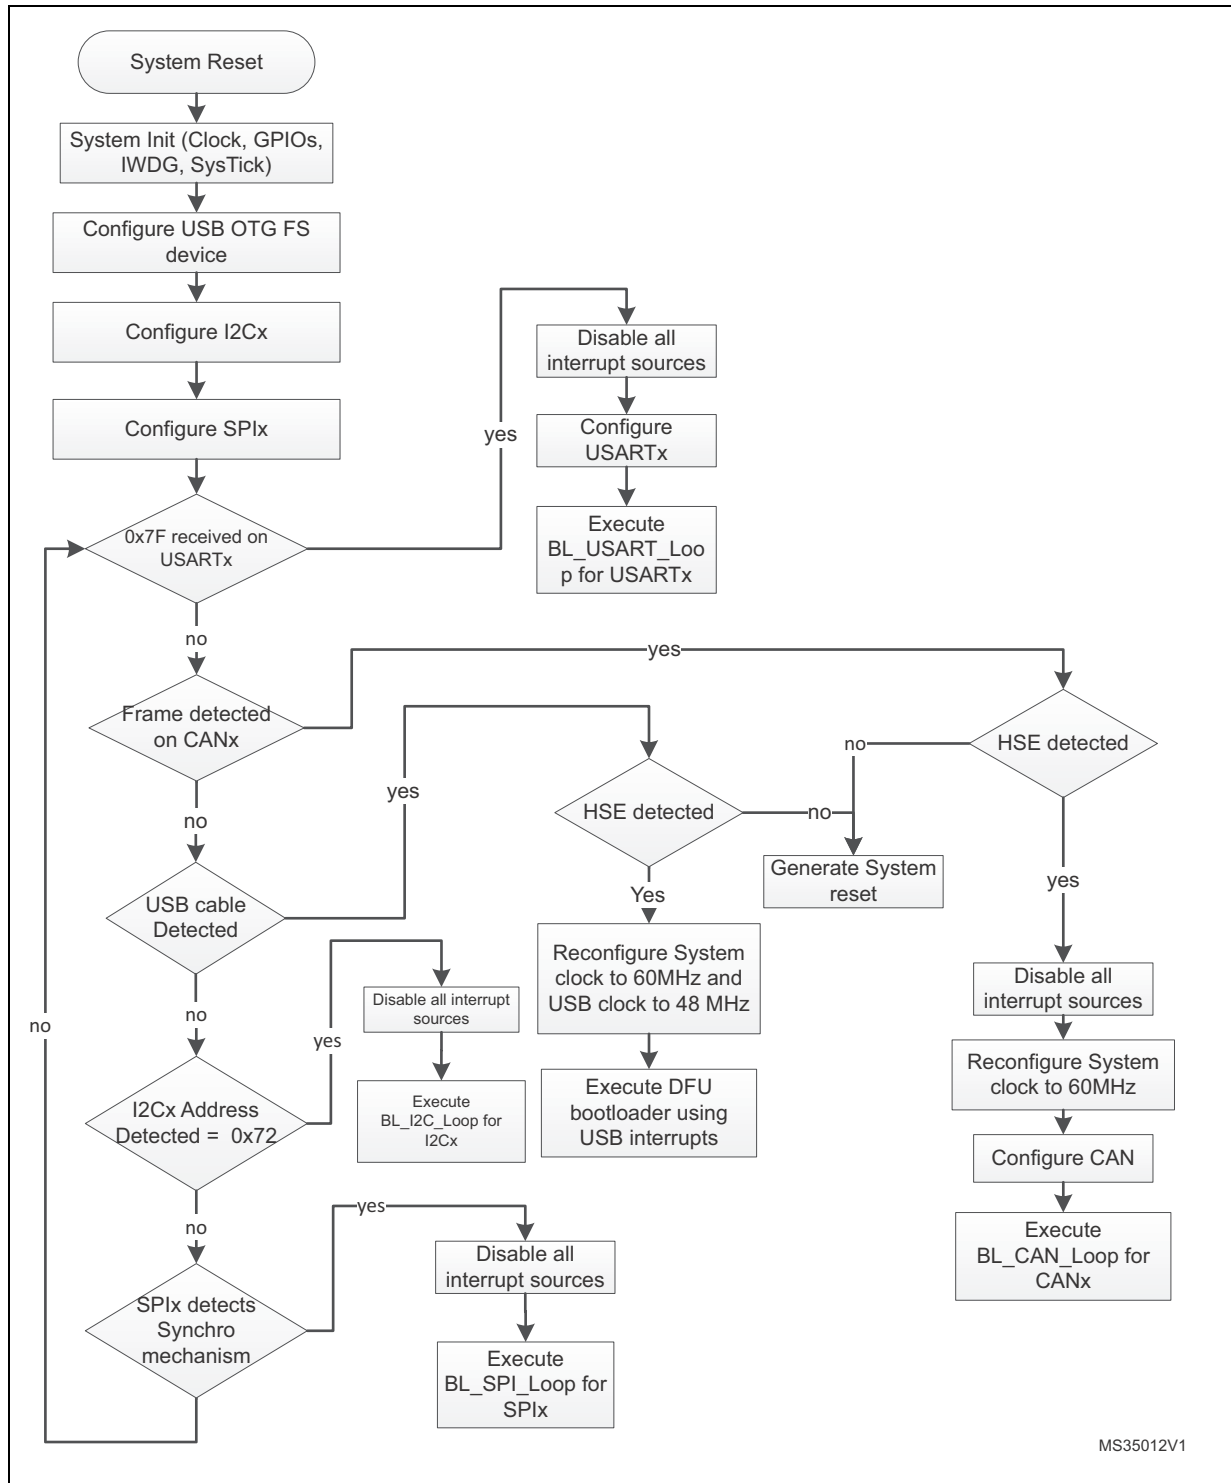 System Reset
System Init (Clock, GPIOs,
IWDG, SysTick)
Configure USB OTG FS
device
Configure I2Cx
Configure SPIx
0x7F received on
USARTx
yes
Disable all
interrupt sources
Configure
USARTx
Execute
BL_USART_Loo
p for USARTx
no
Frame detected
on CANx
yes
HSE detected
no
yes
Disable all
interrupt sources
Reconfigure System
clock to 60MHz
Configure CAN
Execute
BL_CAN_Loop for
CANx
no
USB cable
Detected
yes
HSE detected
no
Generate System
reset
Yes
Reconfigure System
clock to 60MHz and
USB clock to 48 MHz
Execute DFU
bootloader using
USB interrupts
no
I2Cx Address
Detected = 0x72
yes
Disable all interrupt
sources
Execute
BL_I2C_Loop for
I2Cx
no
SPIx detects
Synchro
mechanism
yes
Disable all
interrupt sources
Execute
BL_SPI_Loop for
SPIx
no
MS35012V1